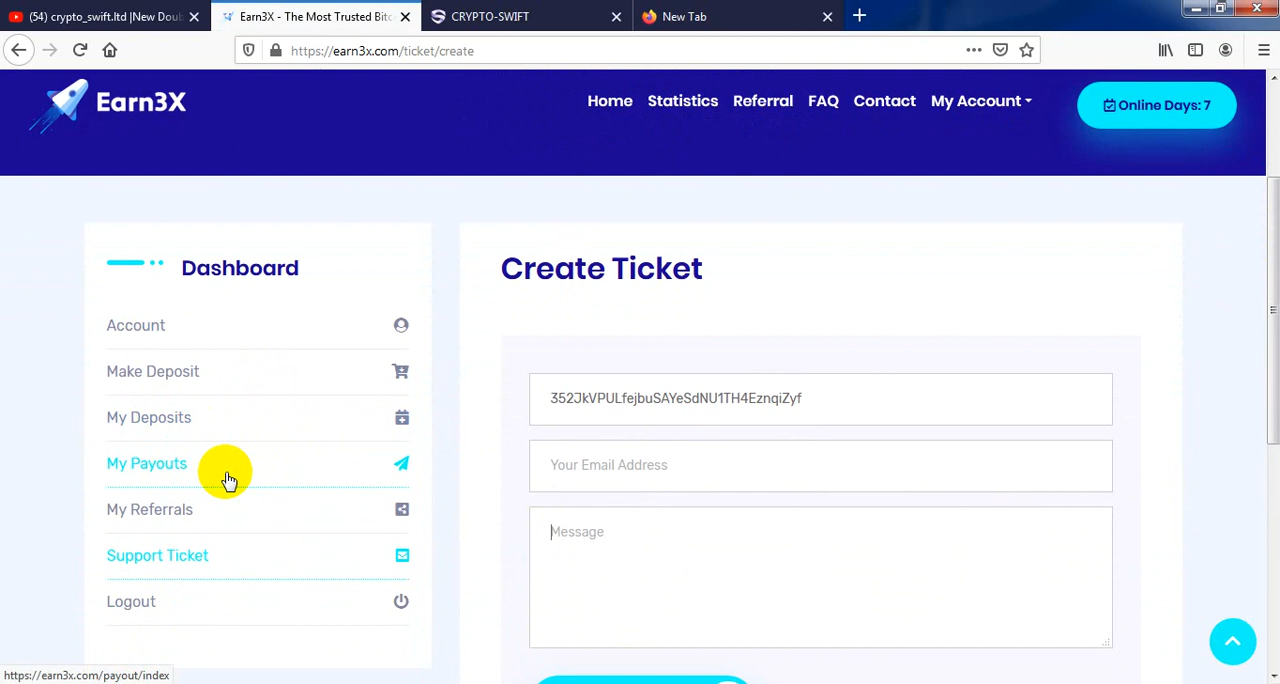 (54) crypto_swift.ltd |New Doub
Earn3X - The Most Trusted Bitc
CRYPTO-SWIFT
New Tab
https://earn3x.com/ticket/create
Earn3X
Home
Statistics
Referral
FAQ
Contact
My Account
Online Days: 7
Dashboard
Account
Make Deposit
My Deposits
My Payouts
My Referrals
Support Ticket
Logout
Create Ticket
352JkVPULfejbuSAYeSdNU1TH4EznqiZyf
Your Email Address
Message
https://earn3x.com/payout/index